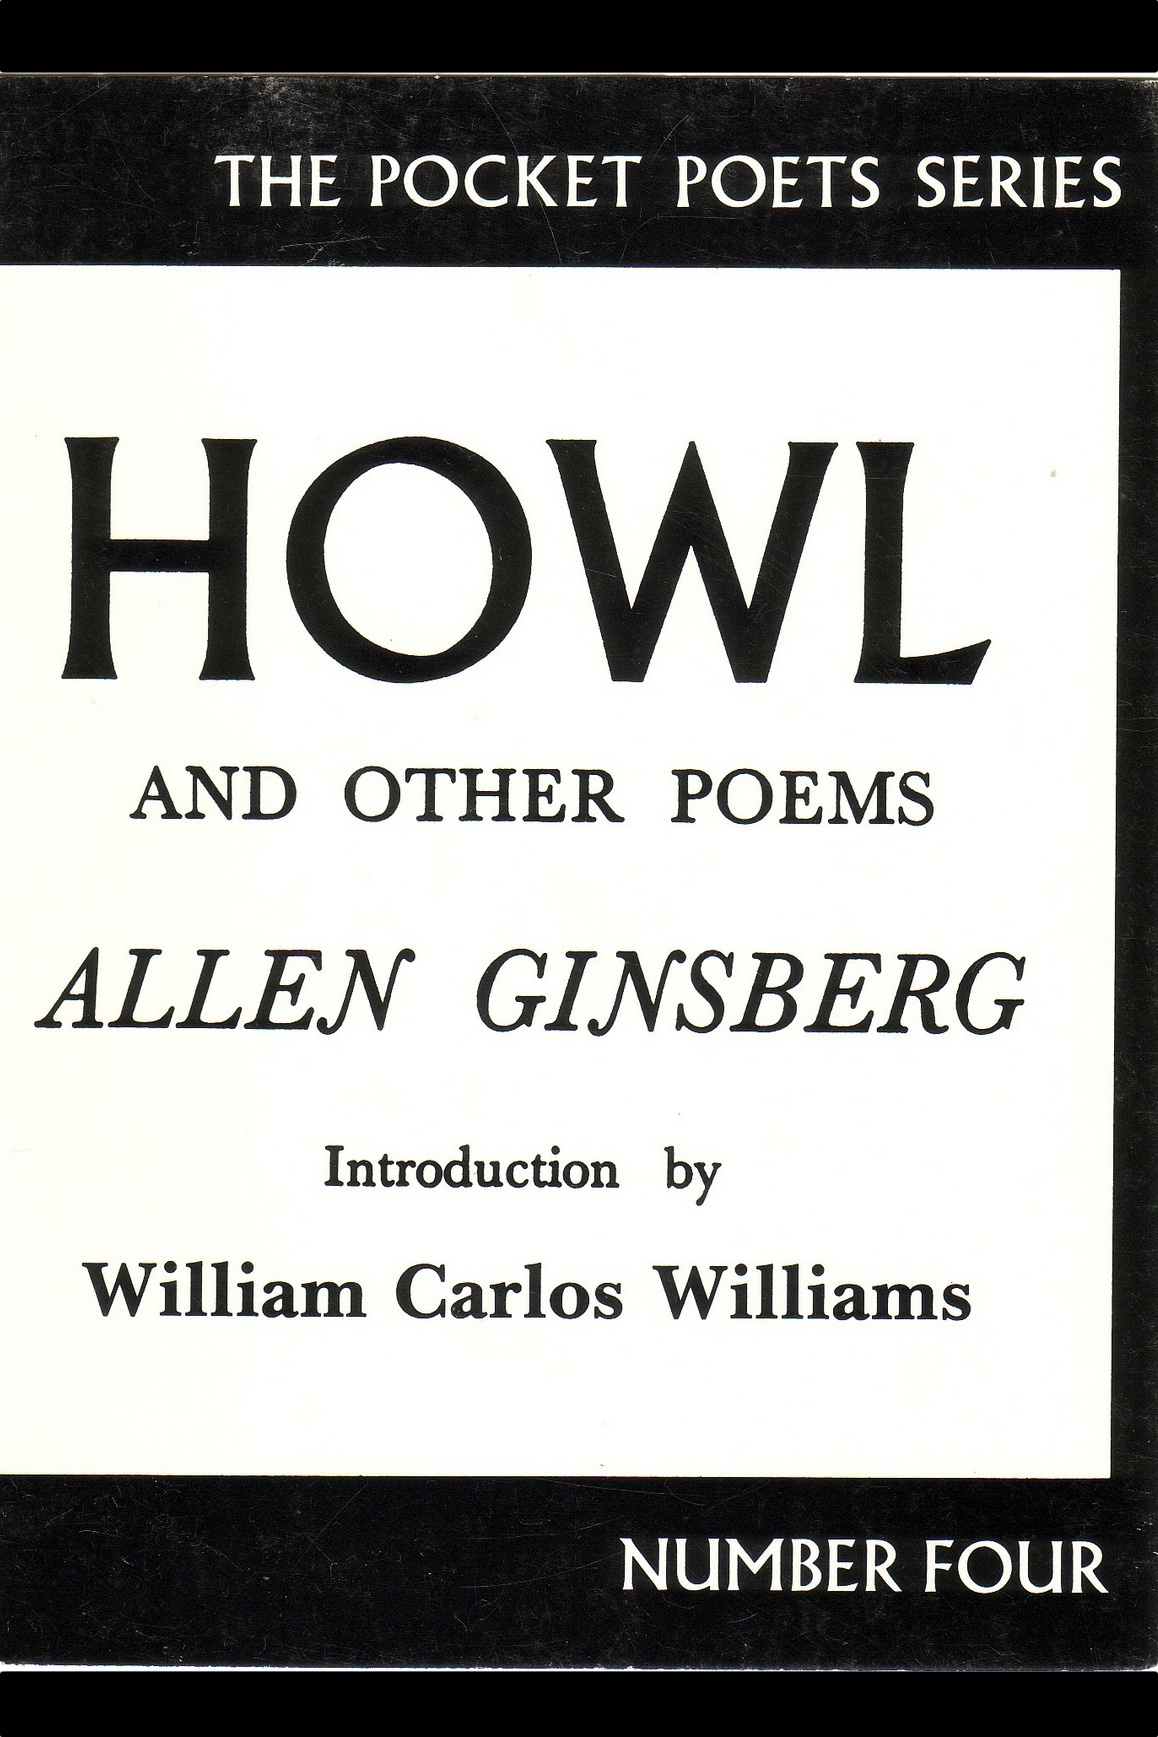 THE POCKET POETS SERIES
HOWL
AND OTHER POEMS
ALLEN GINSBERG
Introduction by
William Carlos Williams
NUMBER FOUR